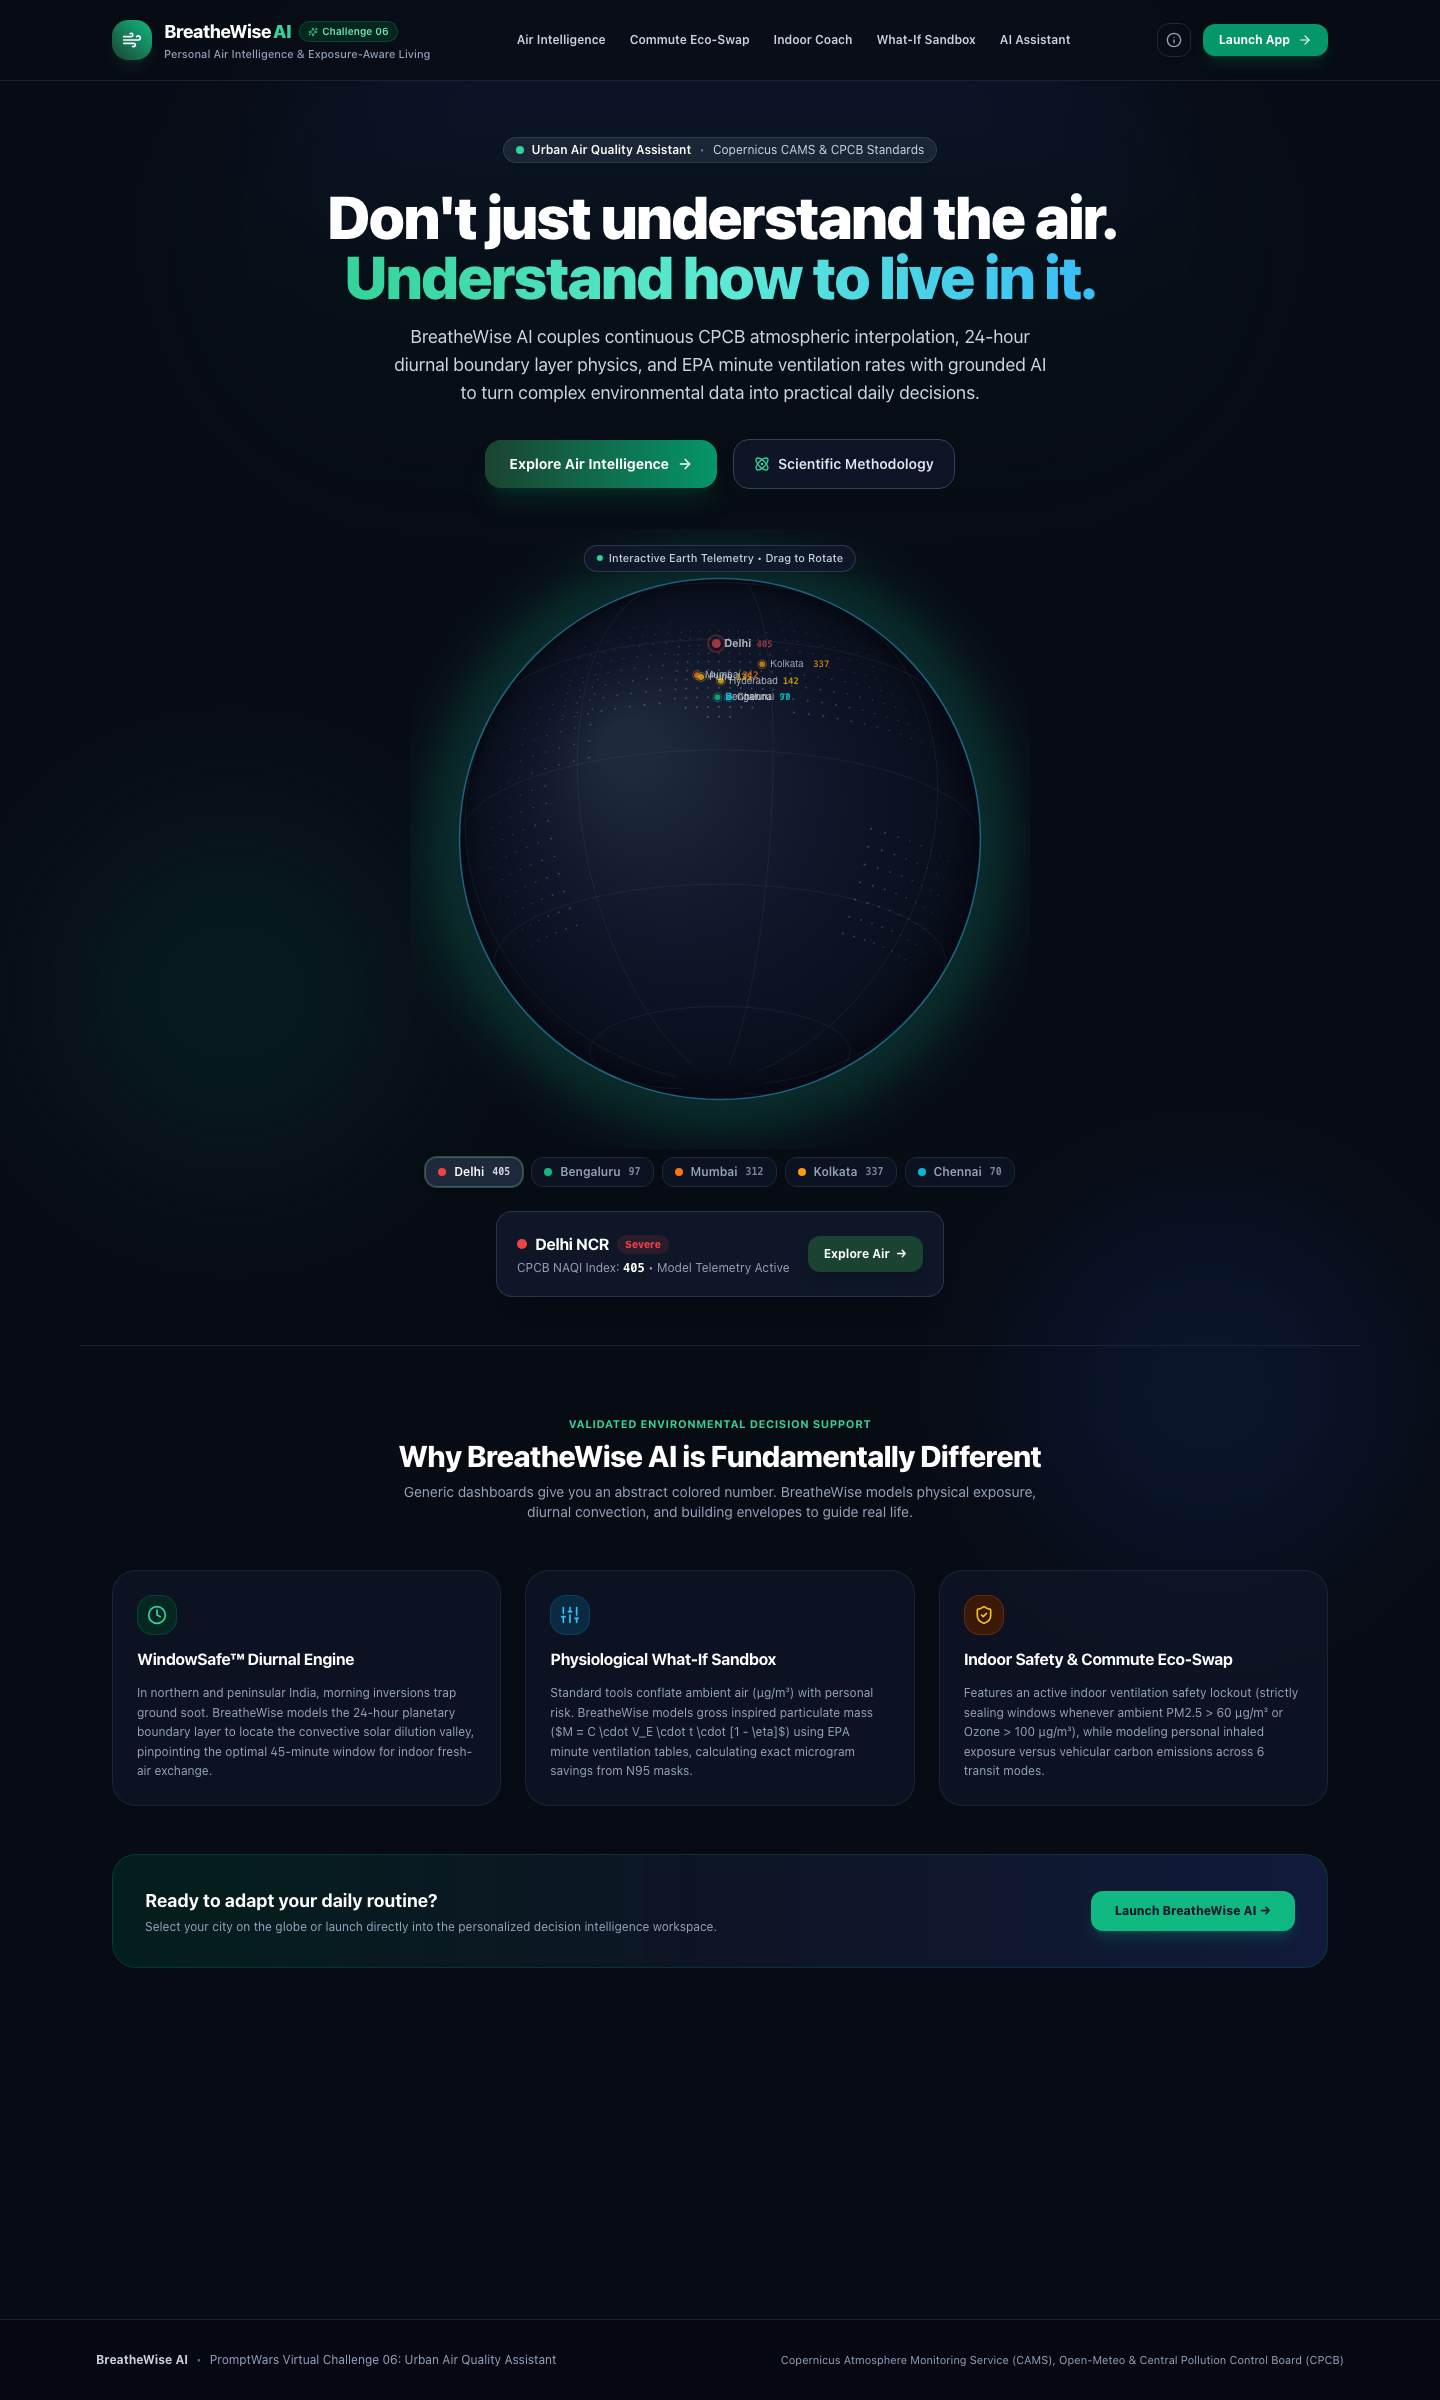 BreatheWise AI
Challenge 06
Personal Air Intelligence & Exposure-Aware Living
Air Intelligence
Commute Eco-Swap
Indoor Coach
What-If Sandbox
AI Assistant
Launch App →
Urban Air Quality Assistant • Copernicus CAMS & CPCB Standards
Don't just understand the air.
Understand how to live in it.
BreatheWise AI couples continuous CPCB atmospheric interpolation, 24-hour
diurnal boundary layer physics, and EPA minute ventilation rates with grounded AI
to turn complex environmental data into practical daily decisions.
Explore Air Intelligence →
Scientific Methodology
Interactive Earth Telemetry • Drag to Rotate
Delhi 405
Kolkata 337
Mumbai
Hyderabad 142
Delhi 405
Bengaluru 97
Mumbai 312
Kolkata 337
Chennai 70
Delhi NCR Severe
CPCB NAQI Index: 405 • Model Telemetry Active
Explore Air →
VALIDATED ENVIRONMENTAL DECISION SUPPORT
Why BreatheWise AI is Fundamentally Different
Generic dashboards give you an abstract colored number. BreatheWise models physical exposure,
diurnal convection, and building envelopes to guide real life.
WindowSafe™ Diurnal Engine
In northern and peninsular India, morning inversions trap
ground soot. BreatheWise models the 24-hour planetary
boundary layer to locate the convective solar dilution valley,
pinpointing the optimal 45-minute window for indoor fresh-
air exchange.
Physiological What-If Sandbox
Standard tools conflate ambient air (µg/m³) with personal
risk. BreatheWise models gross inspired particulate mass
($M = C \cdot V_E \cdot t \cdot [1 - \eta]$) using EPA
minute ventilation tables, calculating exact microgram
savings from N95 masks.
Indoor Safety & Commute Eco-Swap
Features an active indoor ventilation safety lockout (strictly
sealing windows whenever ambient PM2.5 > 60 µg/m³ or
Ozone > 100 µg/m³), while modeling personal inhaled
exposure versus vehicular carbon emissions across 6
transit modes.
Ready to adapt your daily routine?
Select your city on the globe or launch directly into the personalized decision intelligence workspace.
Launch BreatheWise AI →
BreatheWise AI • PromptWars Virtual Challenge 06: Urban Air Quality Assistant
Copernicus Atmosphere Monitoring Service (CAMS), Open-Meteo & Central Pollution Control Board (CPCB)